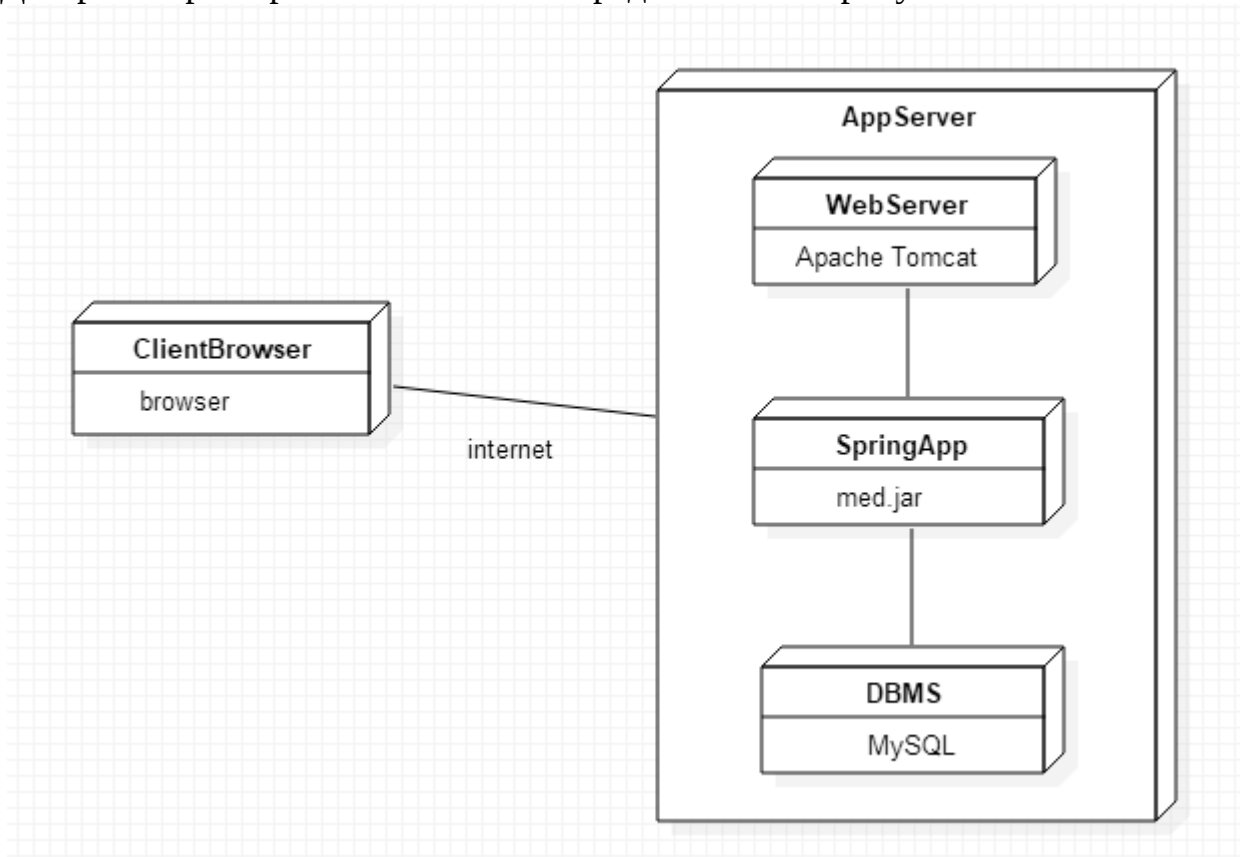 AppServer
WebServer
Apache Tomcat
ClientBrowser
browser
internet
SpringApp
med.jar
DBMS
MySQL